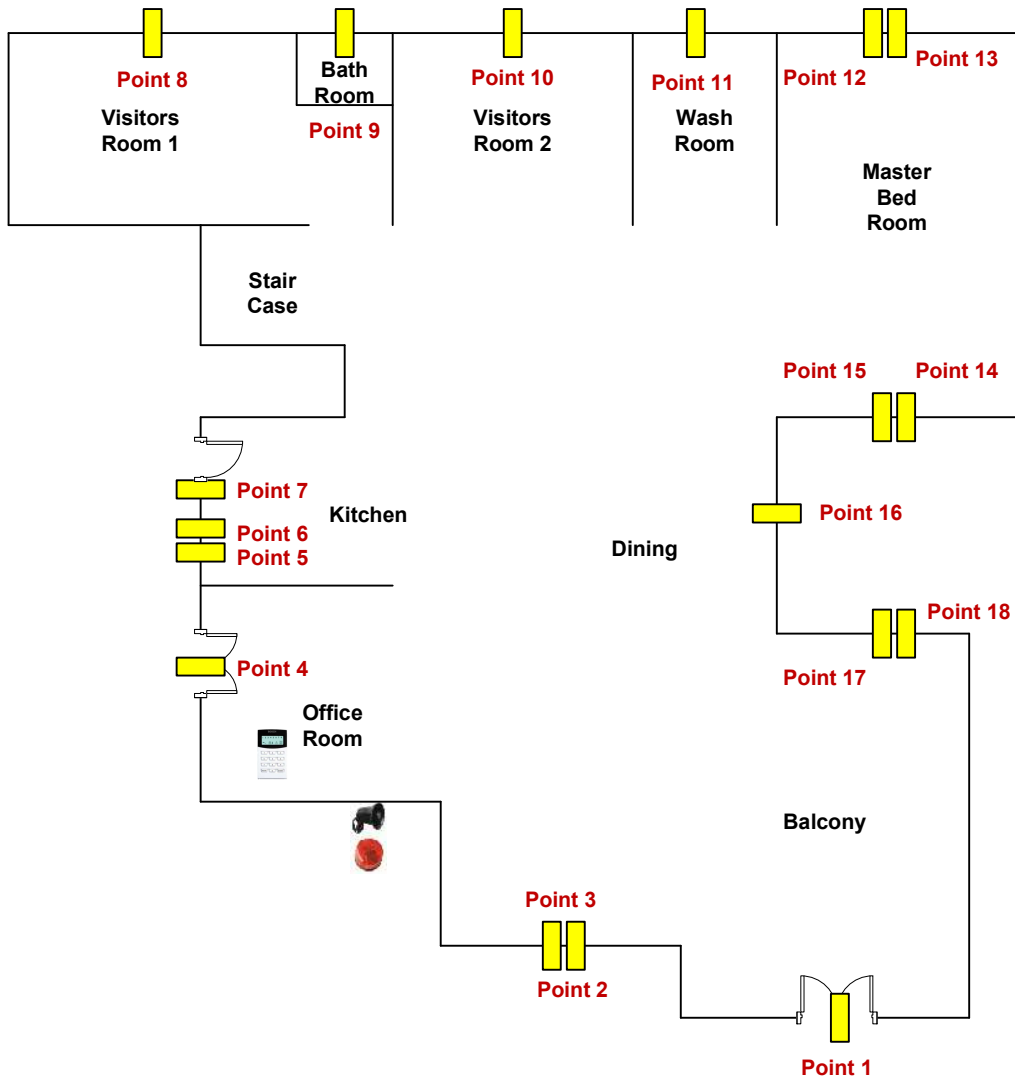 Point 8
Bath
Room
Point 10
Point 11
Point 12
Point 13
Visitors
Room 1
Point 9
Visitors
Room 2
Wash
Room
Master
Bed
Room
Stair
Case
Point 15
Point 14
Point 7
Kitchen
Point 6
Point 5
Dining
Point 16
Point 4
Point 18
Point 17
Office
Room
Balcony
Point 3
Point 2
Point 1